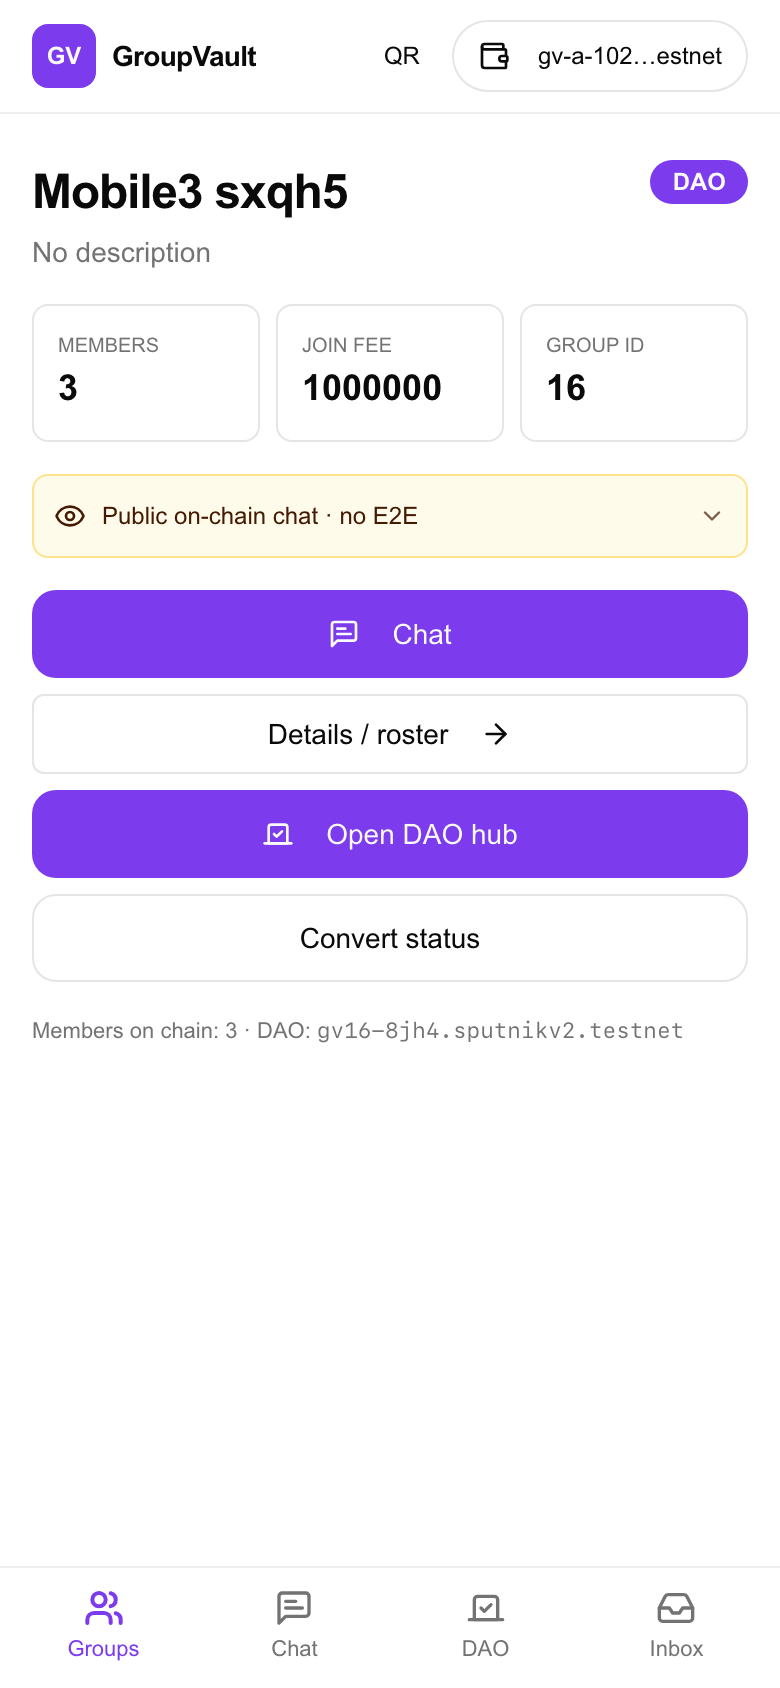 GV GroupVault QR gv-a-102...estnet
Mobile3 sxqh5 DAO
No description
MEMBERS JOIN FEE GROUP ID
3 1000000 16
Public on-chain chat · no E2E
Chat
Details / roster →
Open DAO hub
Convert status
Members on chain: 3 · DAO: gv16-8jh4.sputnikv2.testnet
Groups Chat DAO Inbox